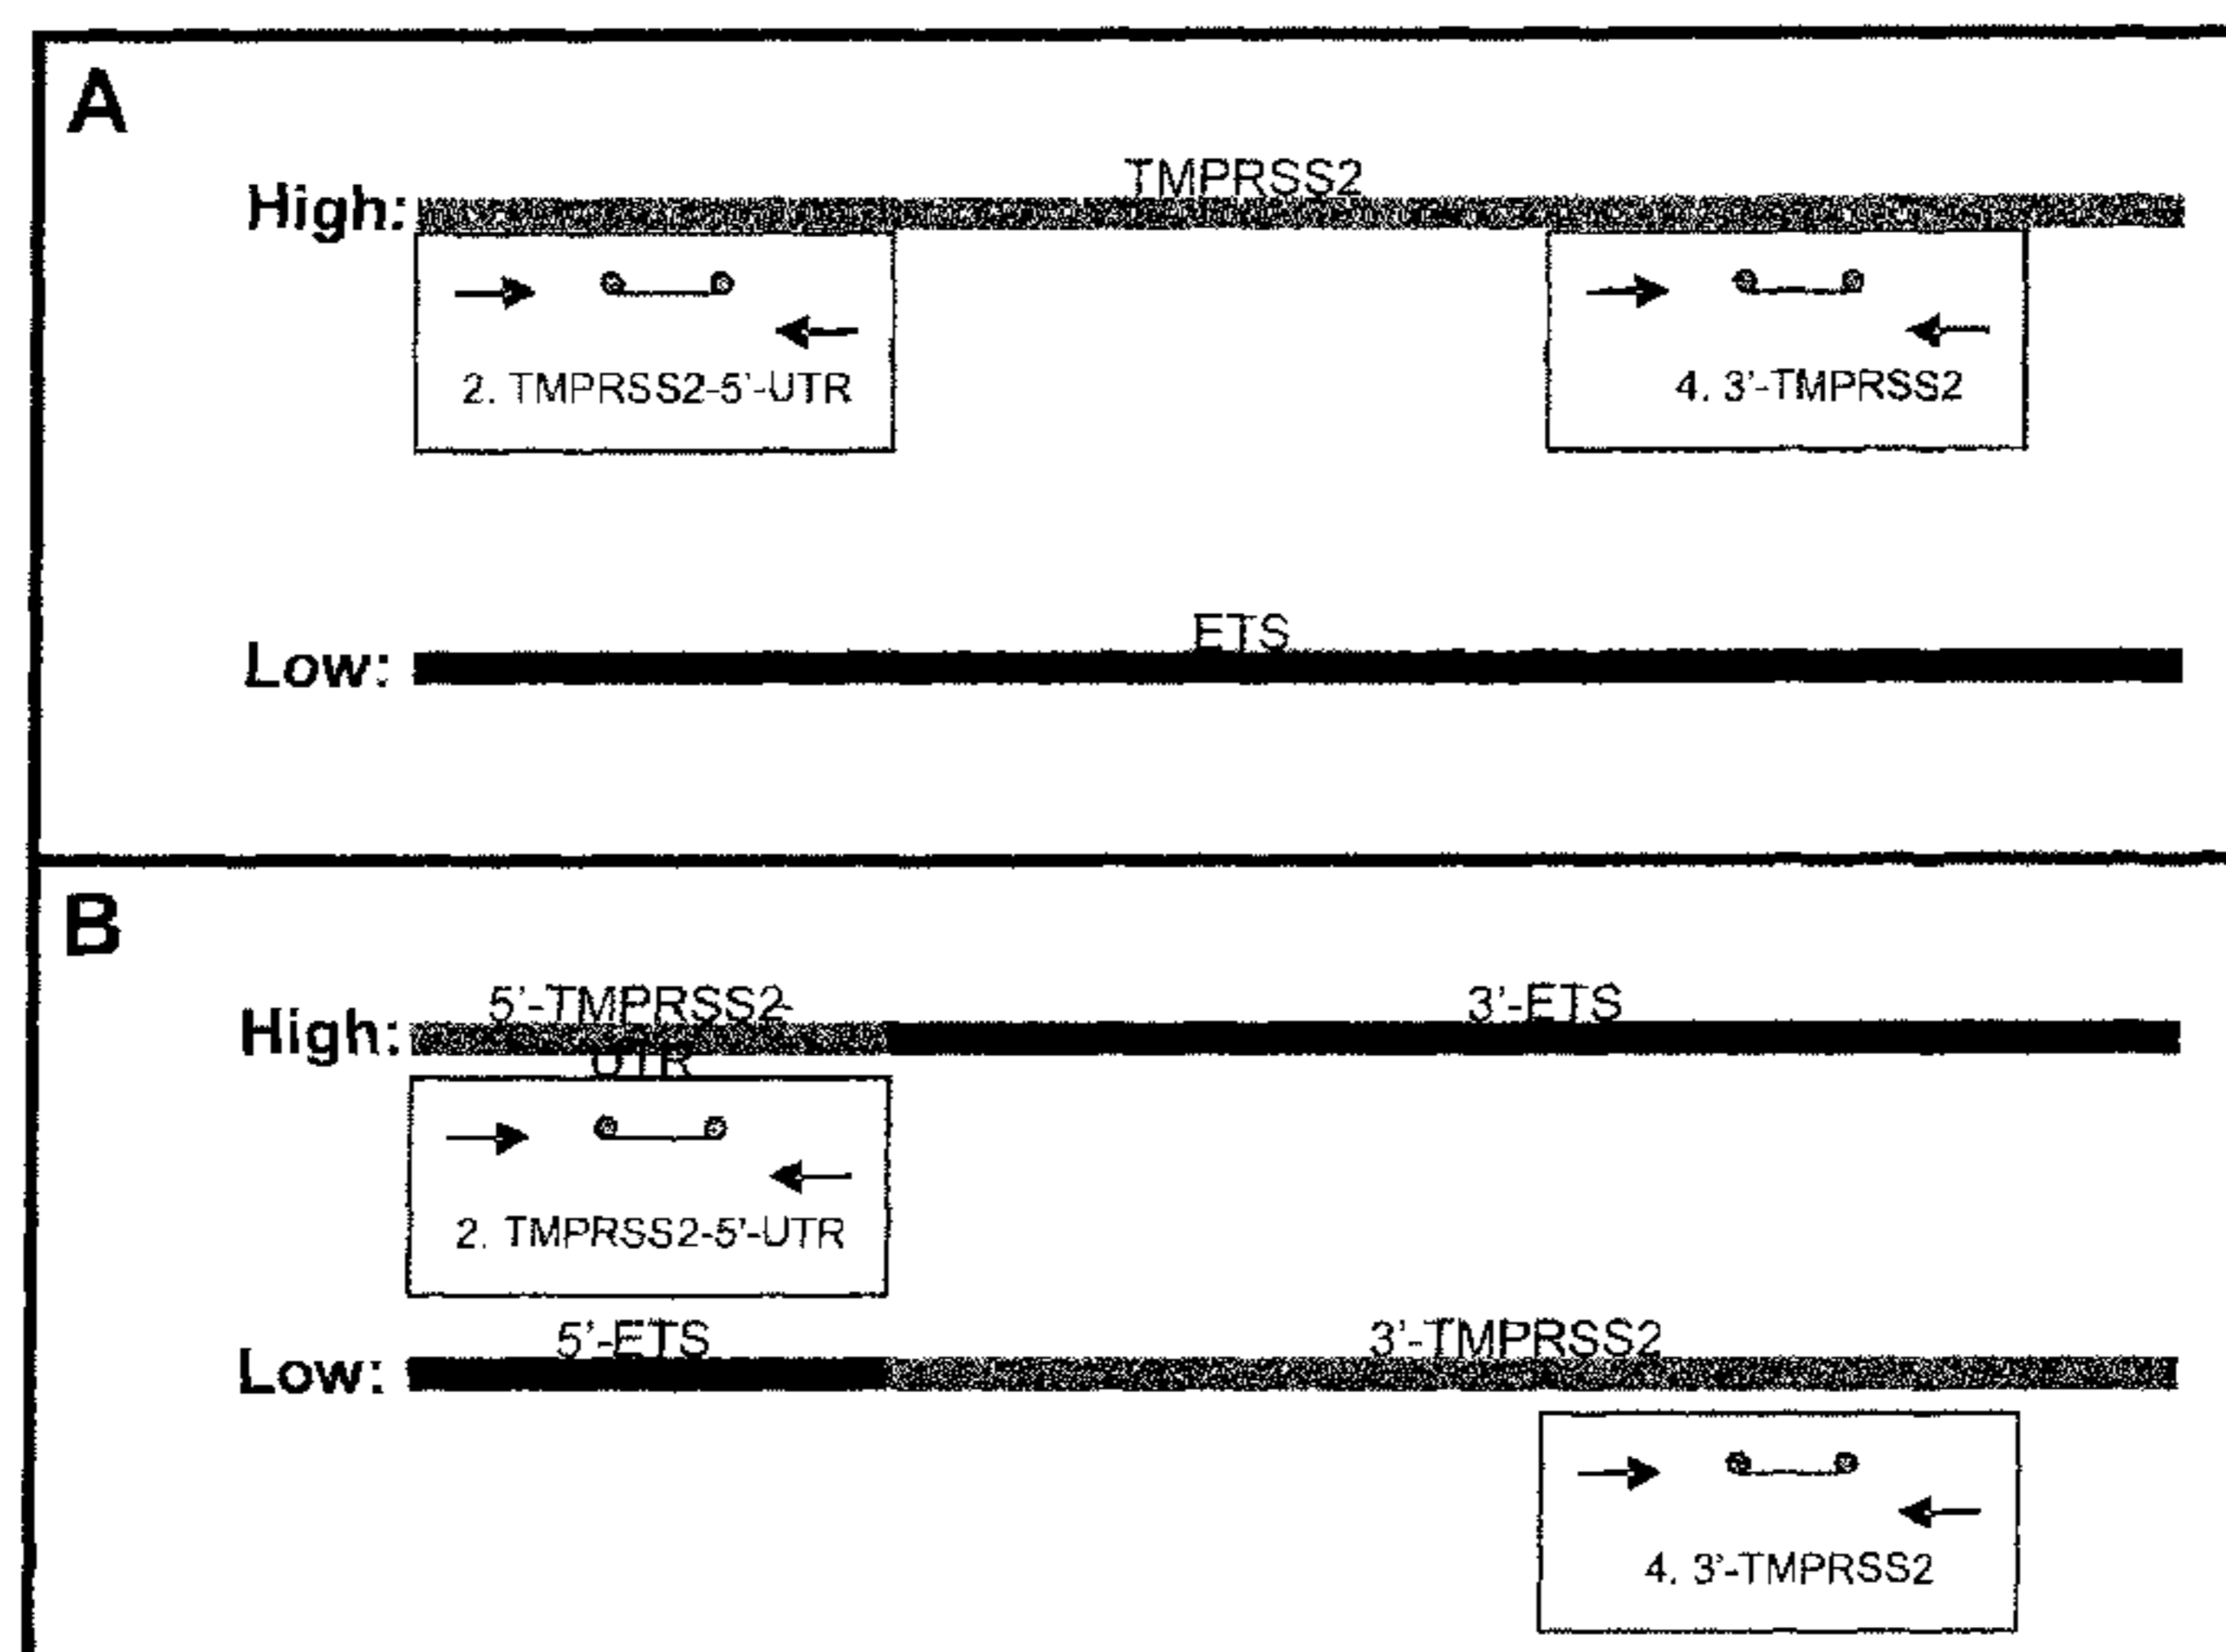 A
TMPRSS2
High:
2. TMPRSS2-5'-UTR
4. 3'-TMPRSS2
ETS
Low:
B
5'-TMPRSS2-
UTR
3'-ETS
High:
2. TMPRSS2-5'-UTR
5'-ETS
3'-TMPRSS2
Low:
4. 3'-TMPRSS2